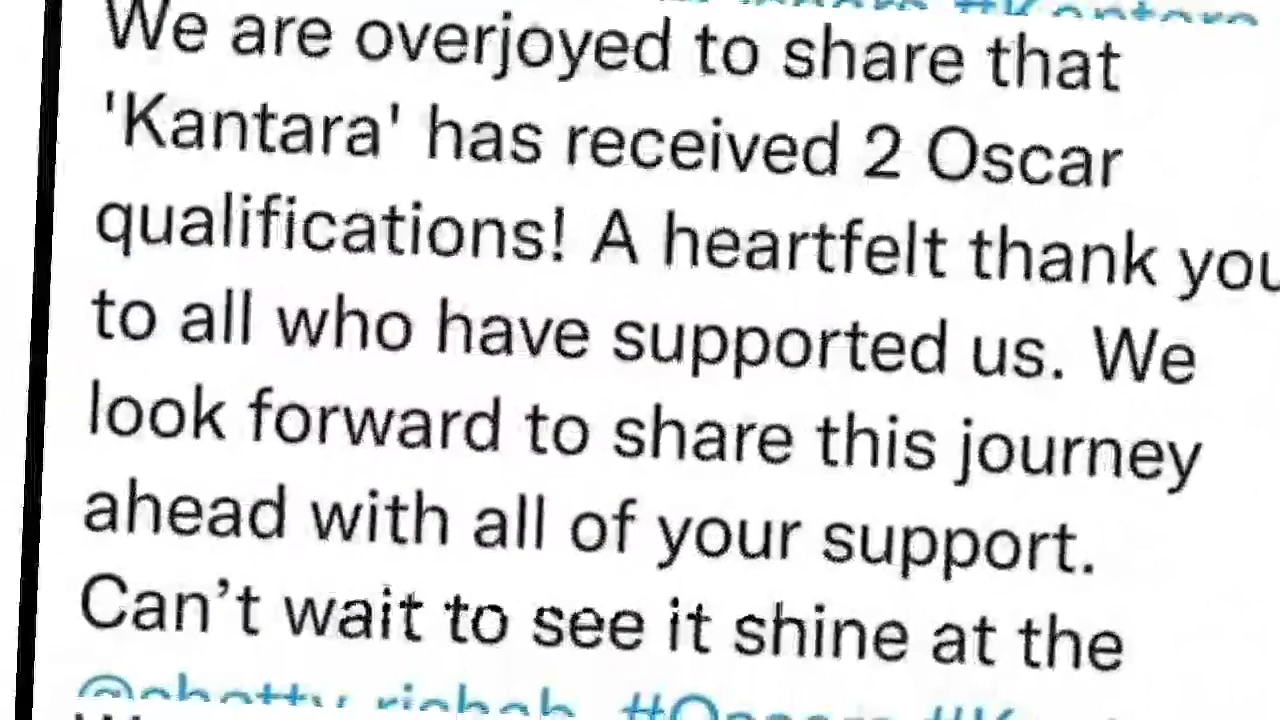 We are overjoyed to share that
'Kantara' has received 2 Oscar
qualifications! A heartfelt thank you
to all who have supported us. We
look forward to share this journey
ahead with all of your support.
Can’t wait to see it shine at the